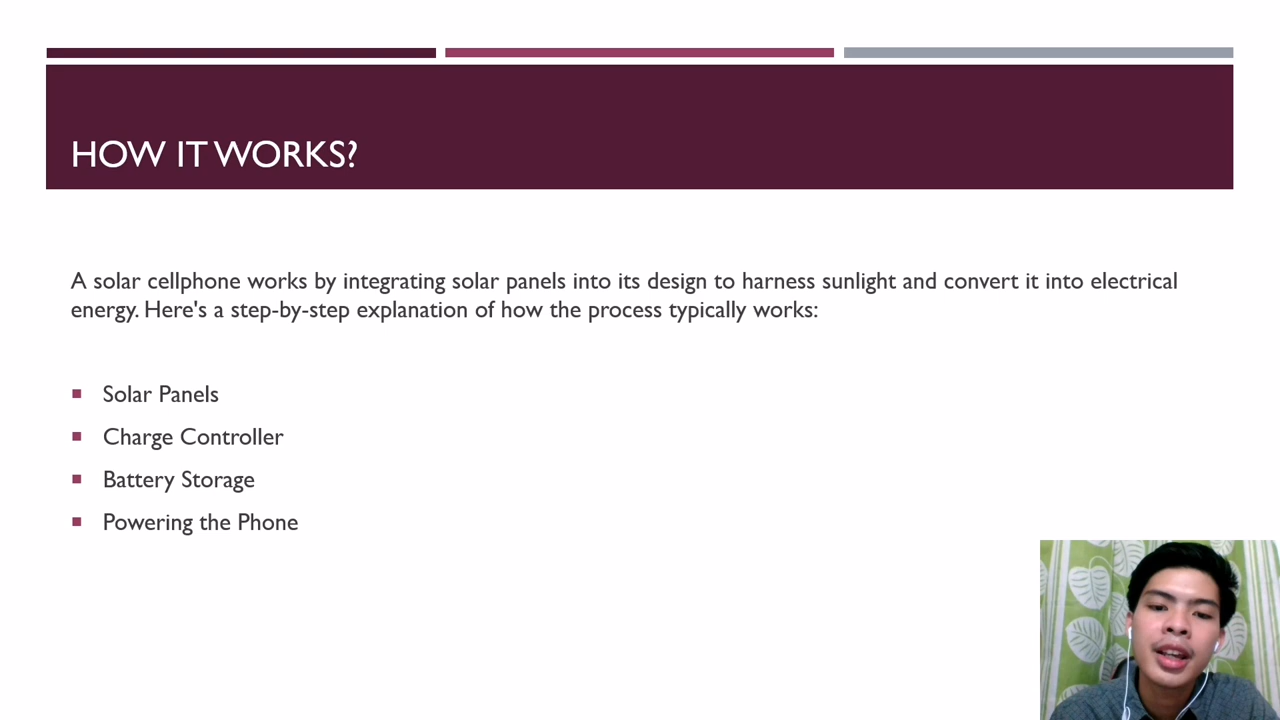 HOW IT WORKS?
A solar cellphone works by integrating solar panels into its design to harness sunlight and convert it into electrical
energy. Here's a step-by-step explanation of how the process typically works:
Solar Panels
Charge Controller
Battery Storage
Powering the Phone